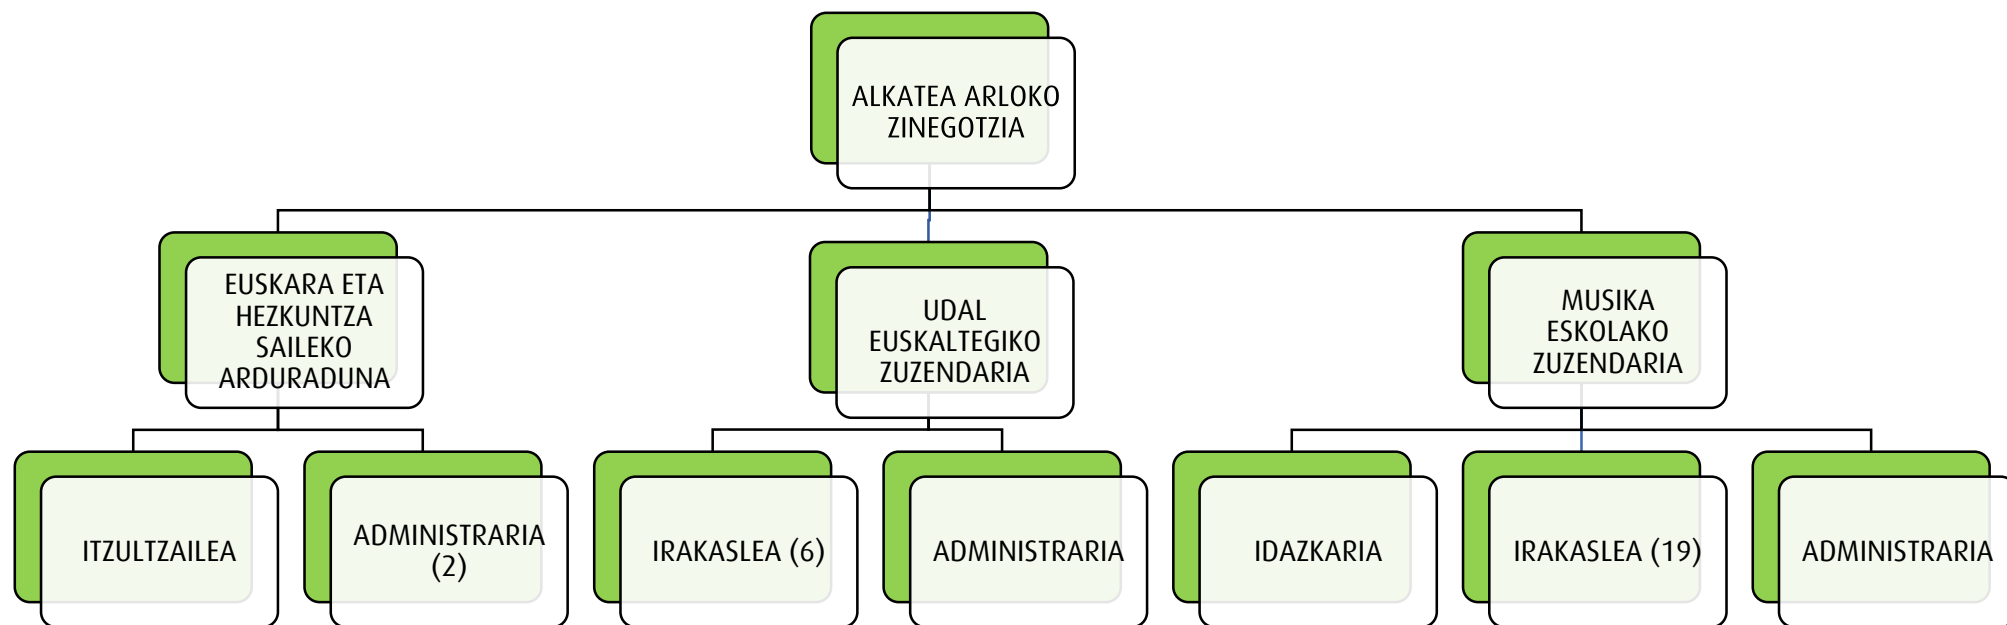 ALKATEA ARLOKO
ZINEGOTZIA
EUSKARA ETA
HEZKUNTZA
SAILEKO
ARDURADUNA
UDAL
EUSKALTEGIKO
ZUZENDARIA
MUSIKA
ESKOLAKO
ZUZENDARIA
ITZULTZAILEA
ADMINISTRARIA
(2)
IRAKASLEA (6)
ADMINISTRARIA
IDAZKARIA
IRAKASLEA (19)
ADMINISTRARIA